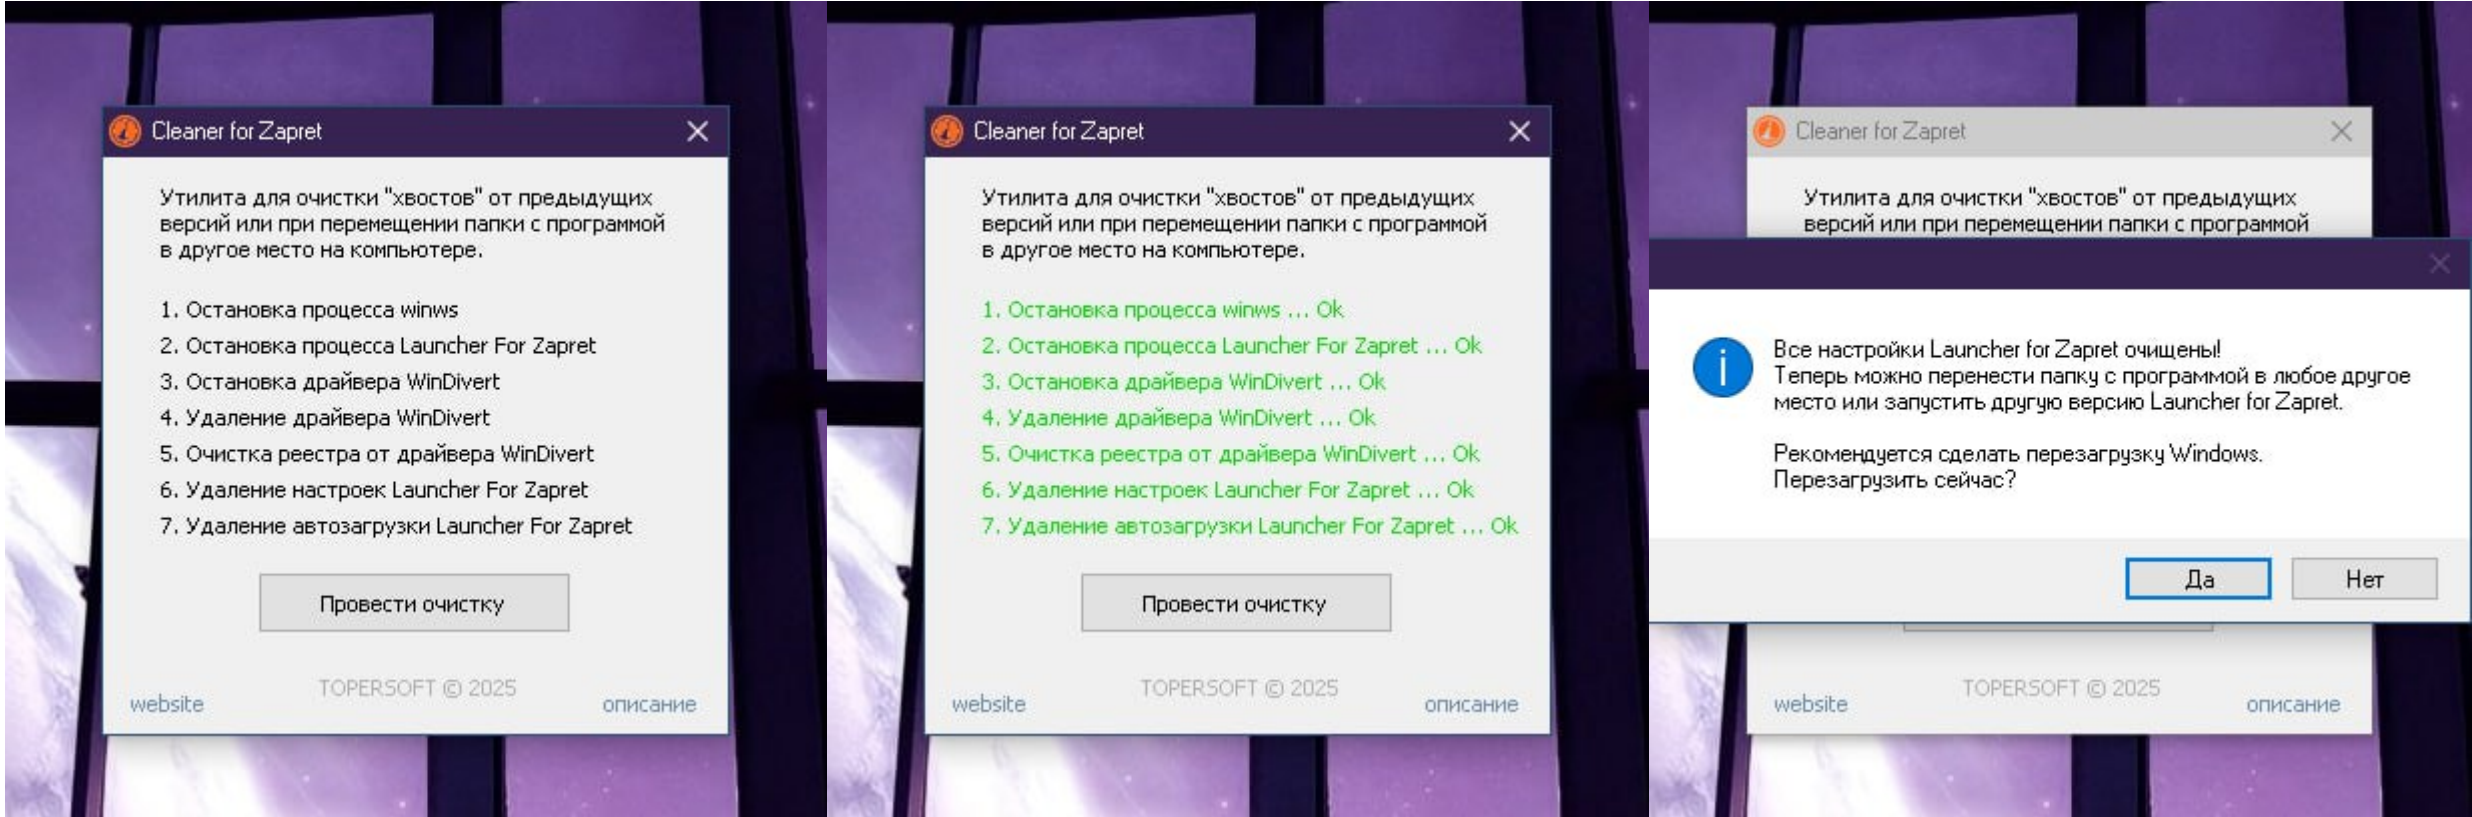 Cleaner for Zapret
Утилита для очистки "хвостов" от предыдущих
версий или при перемещении папки с программой
в другое место на компьютере.
1. Остановка процесса winws
2. Остановка процесса Launcher For Zapret
3. Остановка драйвера WinDivert
4. Удаление драйвера WinDivert
5. Очистка реестра от драйвера WinDivert
6. Удаление настроек Launcher For Zapret
7. Удаление автозагрузки Launcher For Zapret
Провести очистку
TOPERSOFT © 2025
website
описание
Cleaner for Zapret
Утилита для очистки "хвостов" от предыдущих
версий или при перемещении папки с программой
в другое место на компьютере.
1. Остановка процесса winws ... Ok
2. Остановка процесса Launcher For Zapret ... Ok
3. Остановка драйвера WinDivert ... Ok
4. Удаление драйвера WinDivert ... Ok
5. Очистка реестра от драйвера WinDivert ... Ok
6. Удаление настроек Launcher For Zapret ... Ok
7. Удаление автозагрузки Launcher For Zapret ... Ok
Провести очистку
TOPERSOFT © 2025
website
описание
Cleaner for Zapret
Утилита для очистки "хвостов" от предыдущих
версий или при перемещении папки с программой
Все настройки Launcher for Zapret очищены!
Теперь можно перенести папку с программой в любое другое
место или запустить другую версию Launcher for Zapret.
Рекомендуется сделать перезагрузку Windows.
Перезагрузить сейчас?
Да
Нет
TOPERSOFT © 2025
website
описание